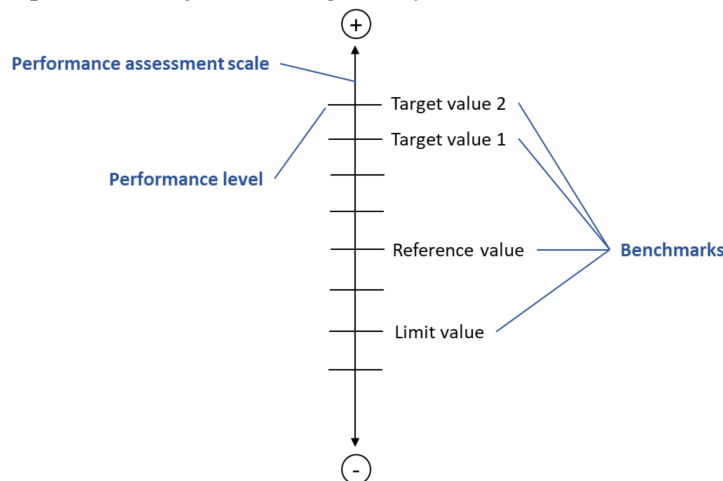 +
Performance assessment scale
Target value 2
Target value 1
Performance level
Reference value
Benchmarks
Limit value
-